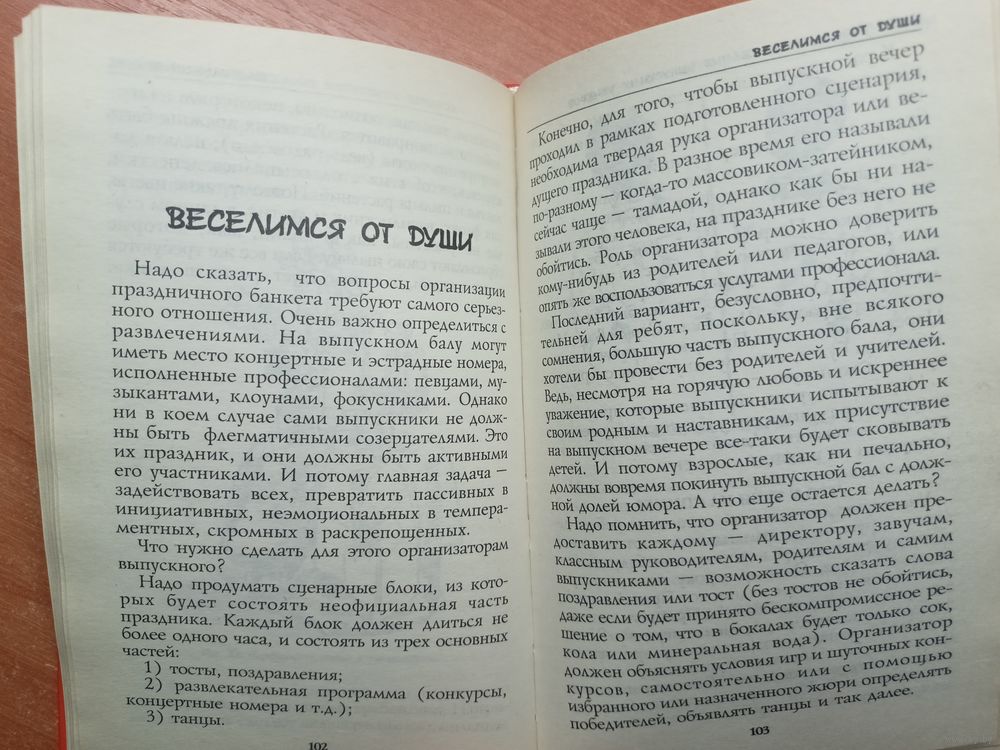 ВЕСЕЛИМСЯ ОТ ДУШИ
Надо сказать, что вопросы организации
праздничного банкета требуют самого серьез-
ного отношения. Очень важно определиться с
развлечениями. На выпускном балу могут
иметь место концертные и эстрадные номера,
исполненные профессионалами: певцами, му-
зыкантами, клоунами, фокусниками. Однако
ни в коем случае сами выпускники не долж-
ны быть флегматичными созерцателями. Это
их праздник, и они должны быть активными
его участниками. И потому главная задача —
задействовать всех, превратить пассивных в
инициативных, неэмоциональных в темпера-
ментных, скромных в раскрепощенных.
Что нужно сделать для этого организаторам
выпускного?
Надо продумать сценарные блоки, из кото-
рых будет состоять неофициальная часть
праздника. Каждый блок должен длиться не
более одного часа, и состоять из трех основных
частей:
1) тосты, поздравления;
2) развлекательная программа (конкурсы,
концертные номера и т.д.);
3) танцы.
102
ВЕСЕЛИМСЯ ОТ ДУШИ
Конечно, для того, чтобы выпускной вечер
проходил в рамках подготовленного сценария,
необходима твердая рука организатора или ве-
дущего праздника. В разное время его называли
по-разному — когда-то массовиком-затейником,
сейчас чаще — тамадой, однако как бы ни на-
зывали этого человека, на празднике без него не
обойтись. Роль организатора можно доверить
кому-нибудь из родителей или педагогов, или
опять же воспользоваться услугами профессионала.
Последний вариант, безусловно, предпочти-
тельней для ребят, поскольку, вне всякого
сомнения, большую часть выпускного бала, они
хотели бы провести без родителей и учителей.
Ведь, несмотря на горячую любовь и искреннее
уважение, которые выпускники испытывают к
своим родным и наставникам, их присутствие
на выпускном вечере все-таки будет сковывать
детей. И потому взрослые, как ни печально,
должны вовремя покинуть выпускной бал с долж-
ной долей юмора. А что еще остается делать?
Надо помнить, что организатор должен пре-
доставить каждому — директору, завучам,
классным руководителям, родителям и самим
выпускниками — возможность сказать слова
поздравления или тост (без тостов не обойтись,
даже если будет принято бескомпромиссное ре-
шение о том, что в бокалах будет только сок,
кола или минеральная вода). Организатор
должен объяснять условия игр и шуточных кон-
курсов, самостоятельно или с помощью
избранного или назначенного жюри определять
победителей, объявлять танцы и так далее.
103